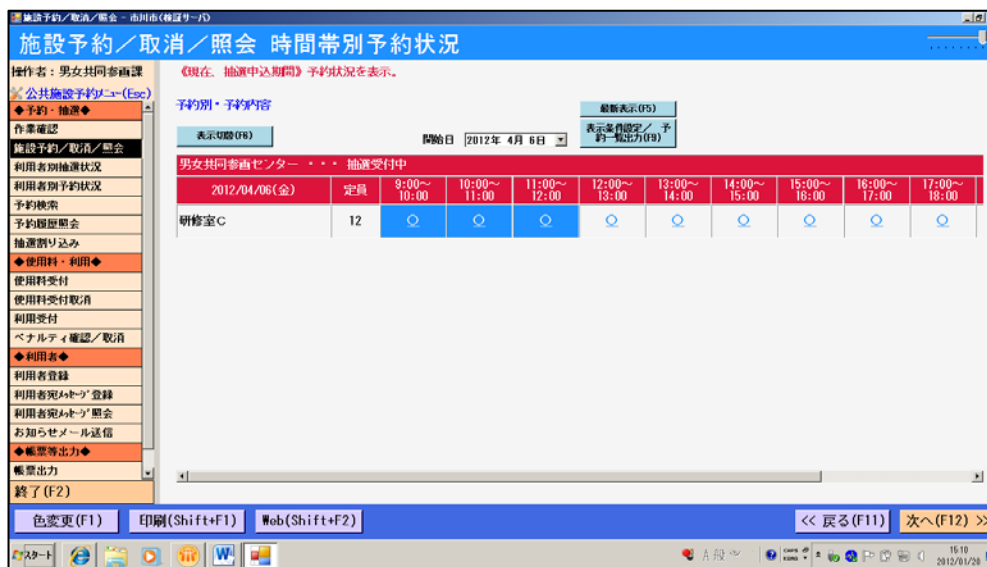 施設予約／取消／照会 - 市川市(検証サーバ)
施設予約／取消／照会 時間帯別予約状況
操作者：男女共同参画課
公共施設予約メニュー(Esc)
◆予約・抽選◆
作業確認
施設予約／取消／照会
利用者別抽選状況
利用者別予約状況
予約検索
予約履歴照会
抽選割り込み
◆使用料・利用◆
使用料受付
使用料受付取消
利用受付
ペナルティ確認／取消
◆利用者◆
利用者登録
利用者宛ﾒｯｾｰｼﾞ登録
利用者宛ﾒｯｾｰｼﾞ照会
お知らせメール送信
◆帳票等出力◆
帳票出力
終了(F2)
《現在、抽選申込期間》予約状況を表示。
予約別・予約内容
最新表示(F5)
表示切替(F6)
開始日 2012年 4月 6日
表示条件設定／ 予
約一覧出力(F9)
男女共同参画センター ・・・ 抽選受付中
2012/04/06(金) 定員 9:00～10:00 10:00～11:00 11:00～12:00 12:00～13:00 13:00～14:00 14:00～15:00 15:00～16:00 16:00～17:00 17:00～18:00
研修室C 12 ○ ○ ○ ○ ○ ○ ○ ○ ○
色変更(F1) 印刷(Shift+F1) Web(Shift+F2) << 戻る(F11) 次へ(F12) >>
スタート A 般 CAPS KANA 15:10
2012/01/20